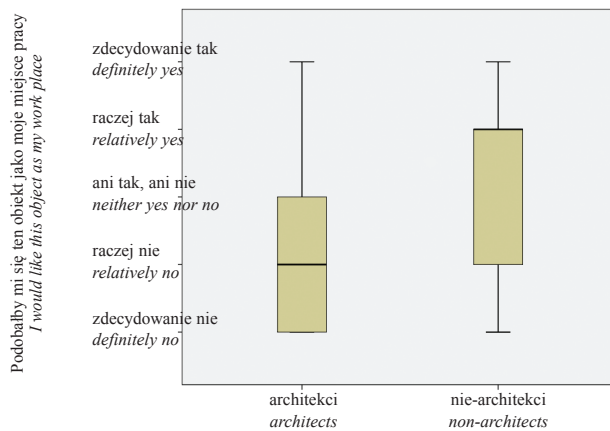 Podobałby mi się ten obiekt jako moje miejsce pracy
I would like this object as my work place
zdecydowanie tak
definitely yes
raczej tak
relatively yes
ani tak, ani nie
neither yes nor no
raczej nie
relatively no
zdecydowanie nie
definitely no
architekci
architects
nie-architekci
non-architects